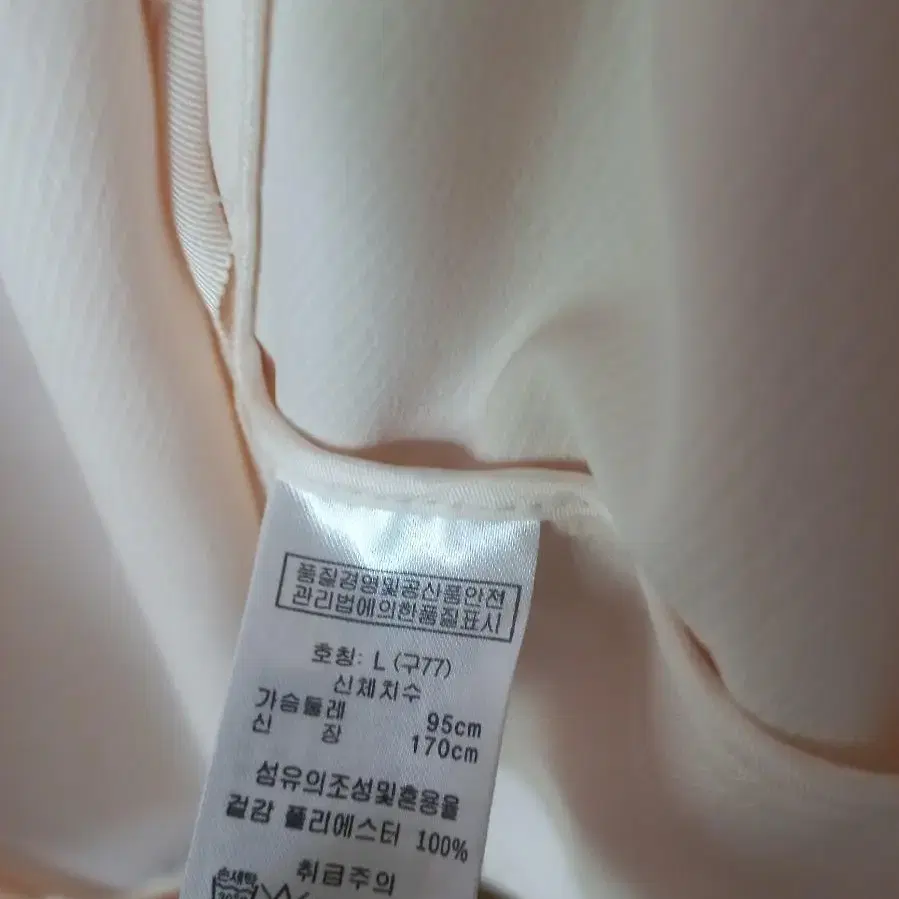 품질경영및공산품안전
관리법에의한품질표시
호칭: L (구77)
신체치수
가슴둘레 95cm
신 장 170cm
섬유의조성및혼용율
겉감 폴리에스터 100%
취급주의
손세탁